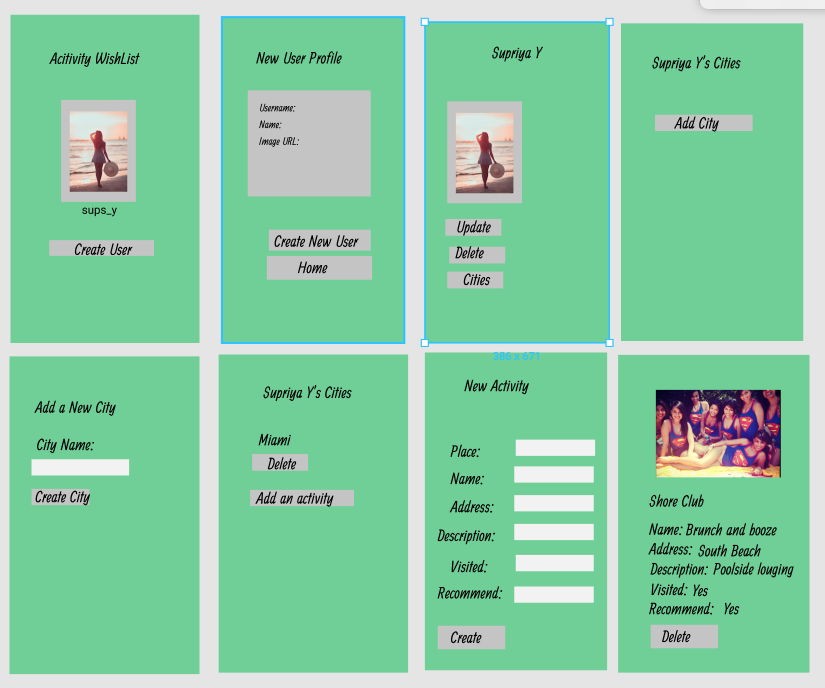 Acitivity WishList
sups_y
Create User
New User Profile
Username:
Name:
Image URL:
Create New User
Home
Supriya Y
Update
Delete
Cities
386 x 671
Supriya Y's Cities
Add City
Add a New City
City Name:
Create City
Supriya Y's Cities
Miami
Delete
Add an activity
New Activity
Place:
Name:
Address:
Description:
Visited:
Recommend:
Create
Shore Club
Name: Brunch and booze
Address: South Beach
Description: Poolside louging
Visited: Yes
Recommend: Yes
Delete